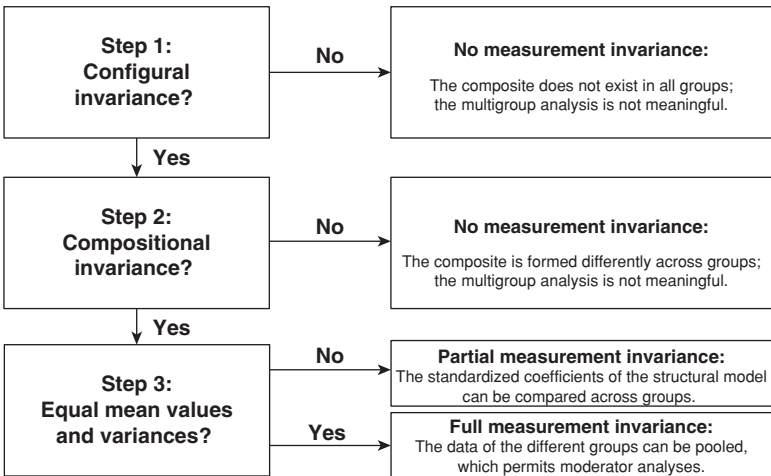 Step 1:
Configural
invariance?
No
No measurement invariance:
The composite does not exist in all groups;
the multigroup analysis is not meaningful.
Yes
Step 2:
Compositional
invariance?
No
No measurement invariance:
The composite is formed differently across groups;
the multigroup analysis is not meaningful.
Yes
Step 3:
Equal mean values
and variances?
No
Partial measurement invariance:
The standardized coefficients of the structural model
can be compared across groups.
Yes
Full measurement invariance:
The data of the different groups can be pooled,
which permits moderator analyses.